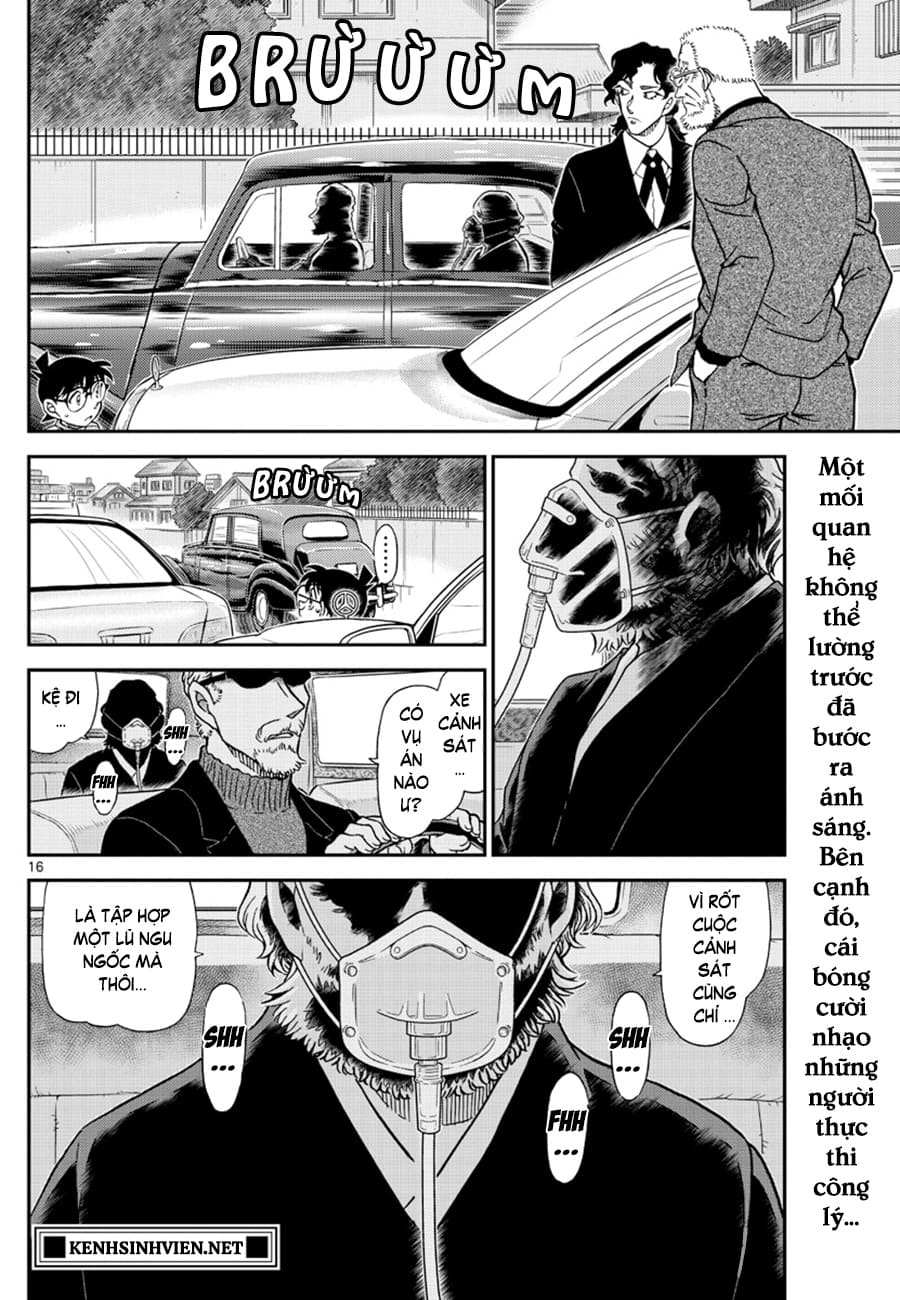 BRỪỪỪM
Một
mối
quan
hệ
không
thể
lường
trước
đã
bước
ra
ánh
sáng.
Bên
cạnh
đó,
cái
bóng
cười
nhạo
những
người
thực
thi
công
lý...
BRỪỪM
......
XE
CẢNH
SÁT
...
CÓ
VỤ
ÁN
NÀO
Ư?
KỆ ĐI
...
SHH
...
FHH
...
16
VÌ RỐT
CUỘC
CẢNH
SÁT
CŨNG
CHỈ ...
LÀ TẬP HỢP
MỘT LŨ NGU
NGỐC MÀ
THÔI...
SHH
...
FHH
...
SHH
...
KENHSINHVIEN.NET